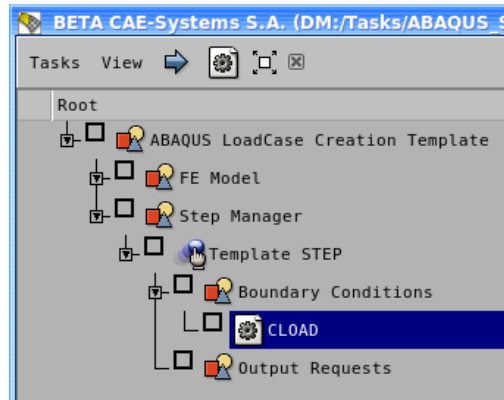 BETA CAE-Systems S.A. (DM:/Tasks/ABAQUS_S
Tasks View
Root
ABAQUS LoadCase Creation Template
FE Model
Step Manager
Template STEP
Boundary Conditions
CLOAD
Output Requests